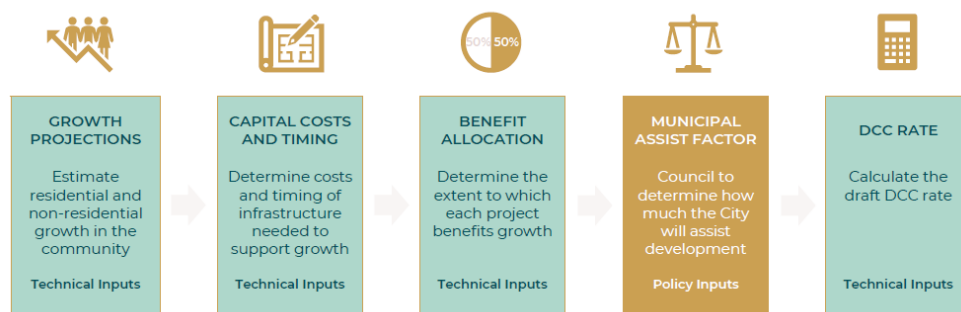 50% 50%
GROWTH
PROJECTIONS
Estimate
residential and
non-residential
growth in the
community
Technical Inputs
CAPITAL COSTS
AND TIMING
Determine costs
and timing of
infrastructure
needed to
support growth
Technical Inputs
BENEFIT
ALLOCATION
Determine the
extent to which
each project
benefits growth
Technical Inputs
MUNICIPAL
ASSIST FACTOR
Council to
determine how
much the City
will assist
development
Policy Inputs
DCC RATE
Calculate the
draft DCC rate
Technical Inputs